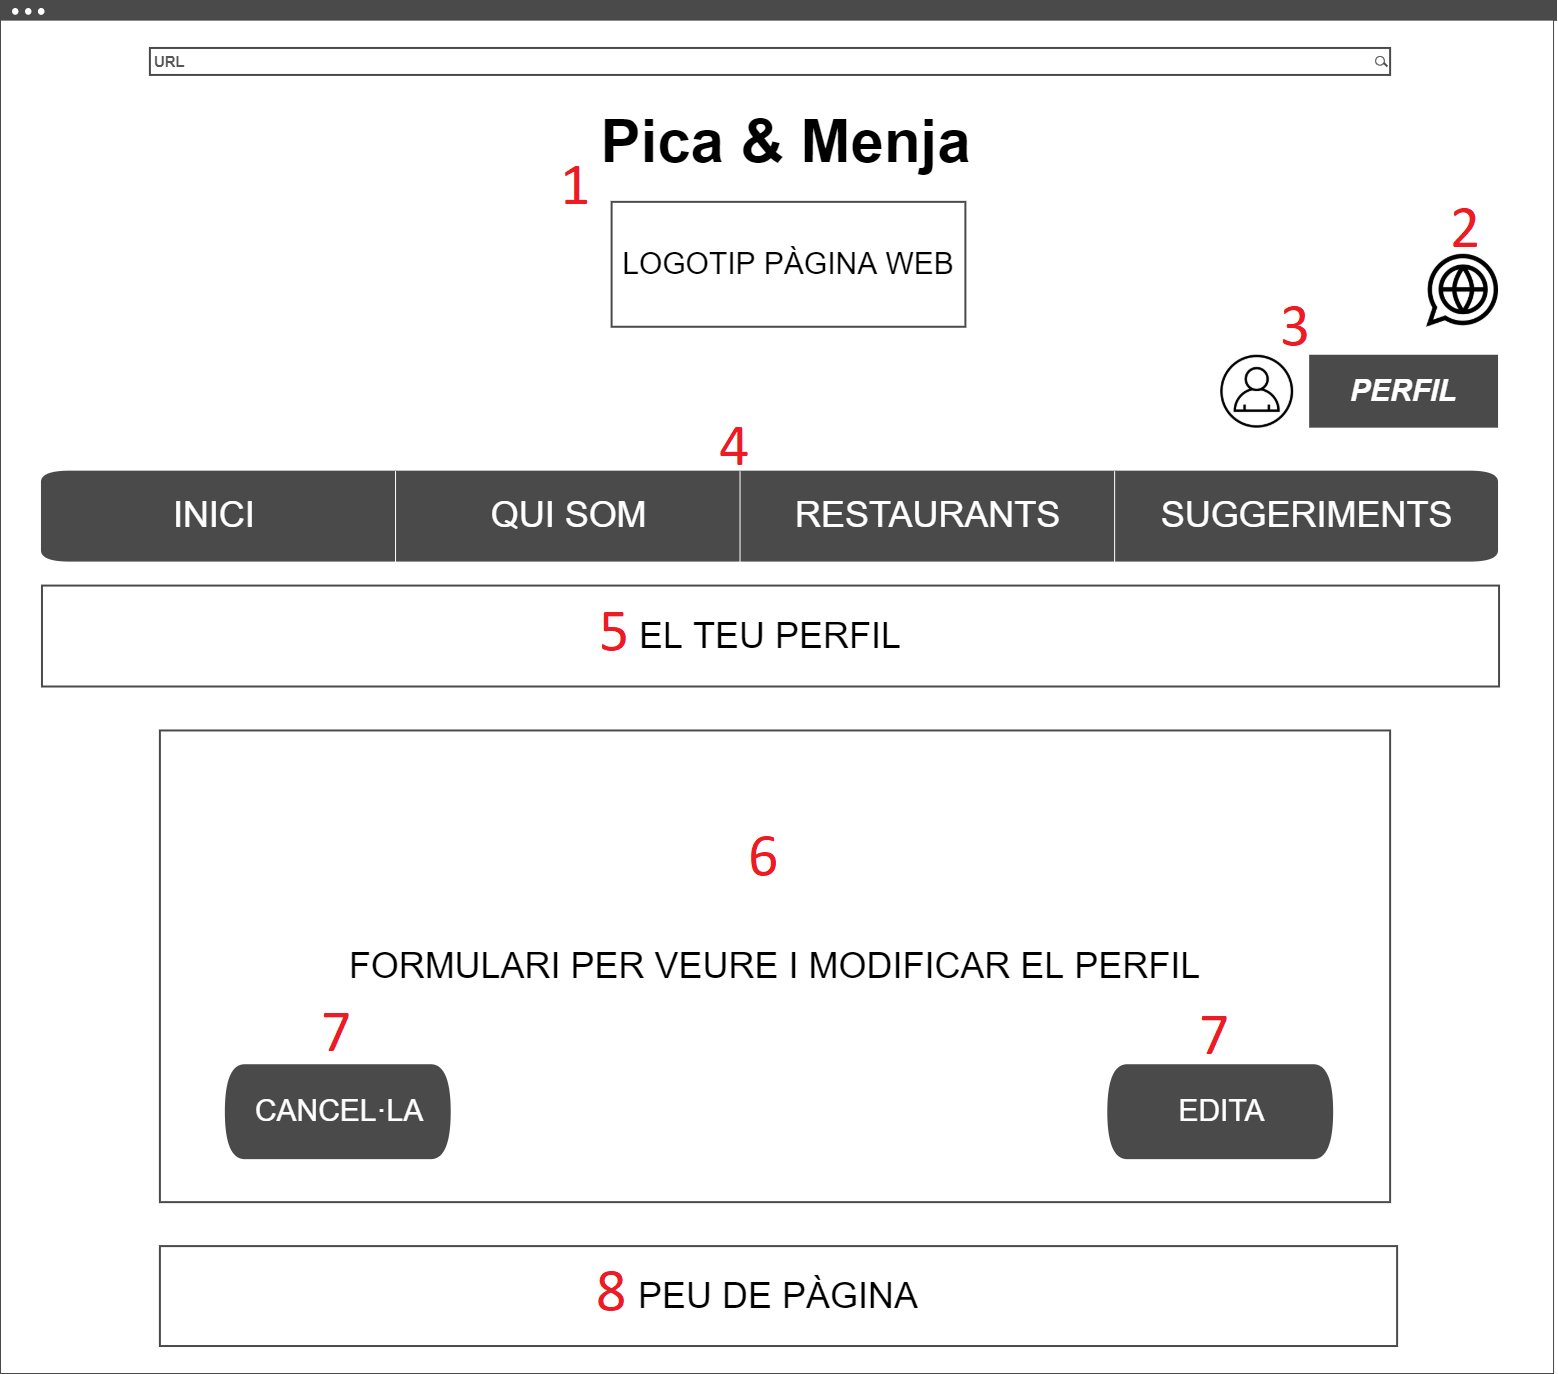 URL
Pica & Menja
1
LOGOTIP PÀGINA WEB
2
3
PERFIL
4
INICI QUI SOM RESTAURANTS SUGGERIMENTS
5 EL TEU PERFIL
6
FORMULARI PER VEURE I MODIFICAR EL PERFIL
7 7
CANCEL·LA EDITA
8 PEU DE PÀGINA